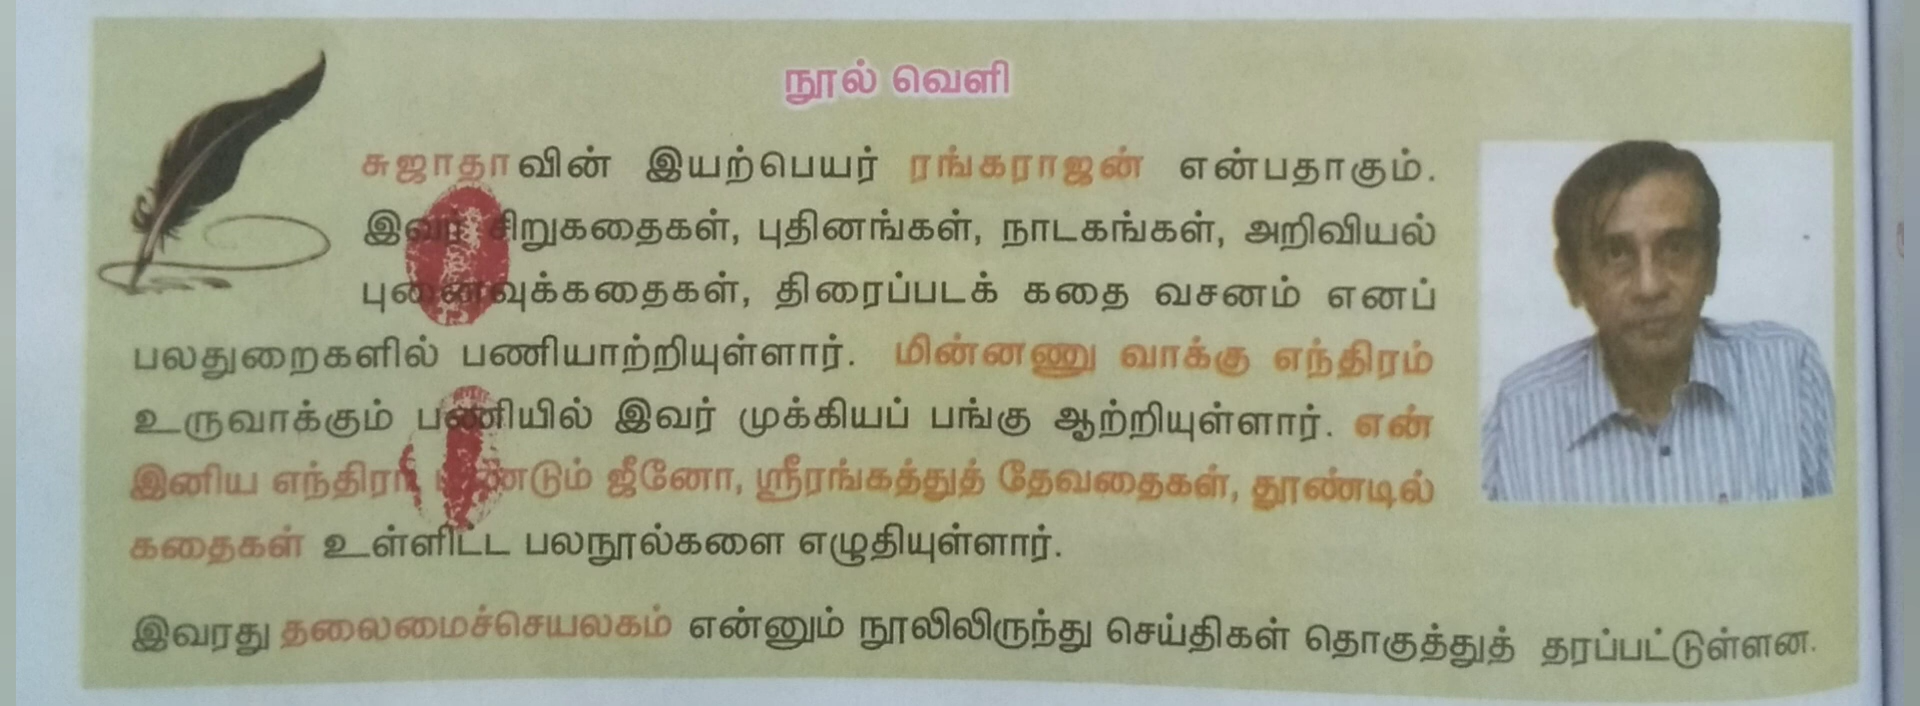 நூல் வெளி
சுஜாதாவின் இயற்பெயர் ரங்கராஜன் என்பதாகும்.
இவர் சிறுகதைகள், புதினங்கள், நாடகங்கள், அறிவியல்
புனைவுக்கதைகள், திரைப்படக் கதை வசனம் எனப்
பலதுறைகளில் பணியாற்றியுள்ளார். மின்னணு வாக்கு எந்திரம்
உருவாக்கும் பணியில் இவர் முக்கியப் பங்கு ஆற்றியுள்ளார். என்
இனிய எந்திரா மீண்டும் ஜீனோ, ஸ்ரீரங்கத்துத் தேவதைகள், தூண்டில்
கதைகள் உள்ளிட்ட பலநூல்களை எழுதியுள்ளார்.
இவரது தலைமைச்செயலகம் என்னும் நூலிலிருந்து செய்திகள் தொகுத்துத் தரப்பட்டுள்ளன.